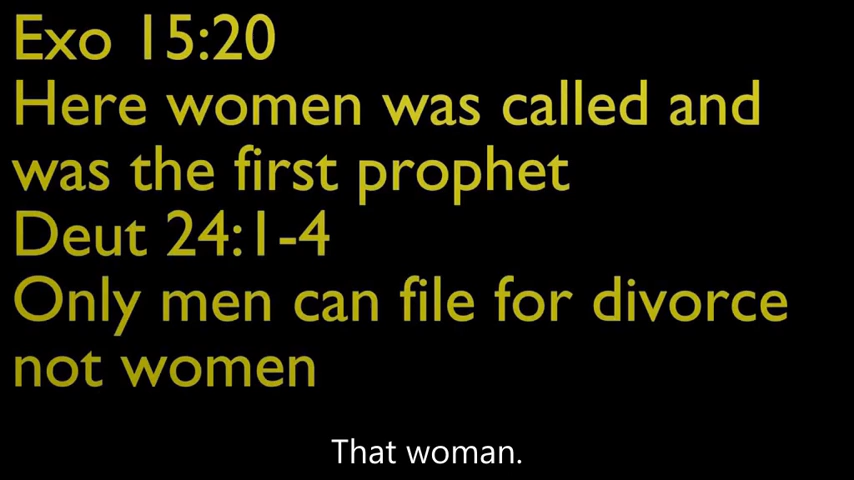 Exo 15:20
Here women was called and
was the first prophet
Deut 24:1-4
Only men can file for divorce
not women
That woman.